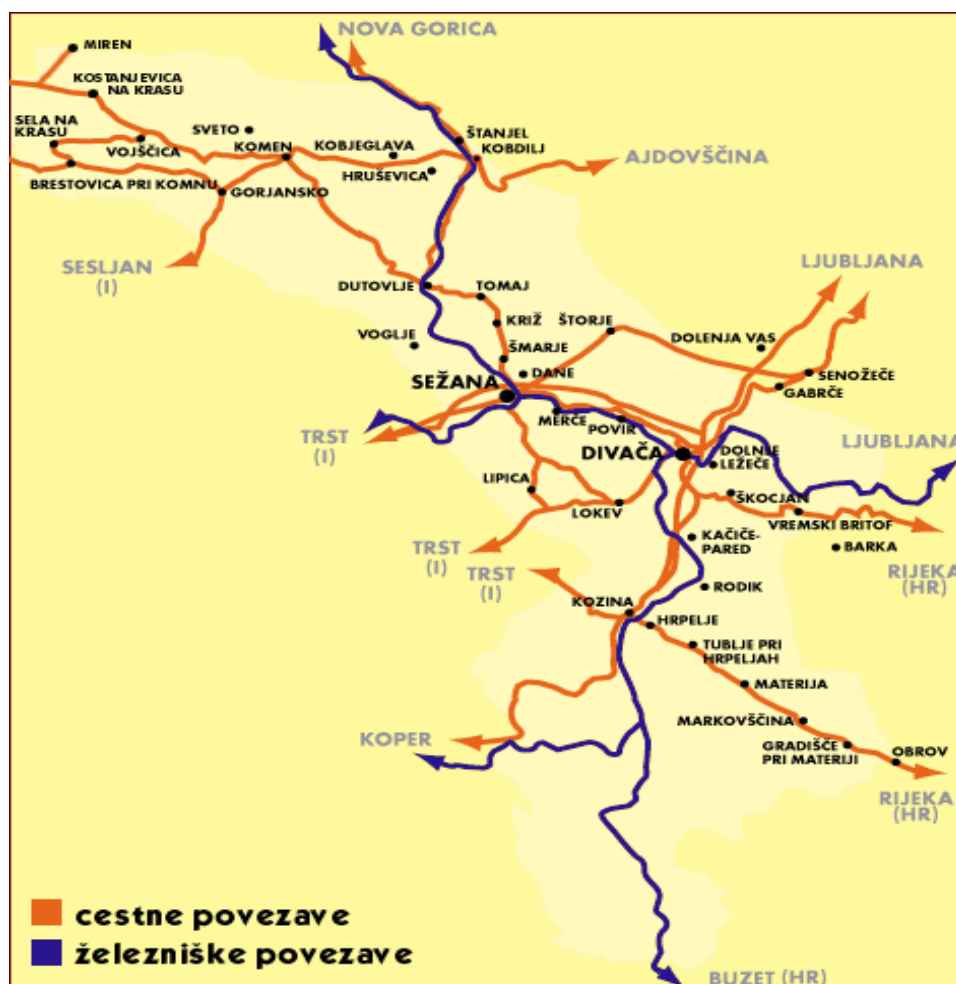 NOVA GORICA
MIREN
KOSTANJEVICA
NA KRASU
SELA NA
KRASU
VOJŠČICA
SVETO
KOMEN
KOBJEGLAVA
HRUŠEVICA
ŠTANJEL
KOBDILJ
AJDOVŠČINA
BRESTOVICA PRI KOMNU
GORJANSKO
SESLJAN
(I)
LJUBLJANA
DUTOVLJE
TOMAJ
KRIŽ
ŠTORJE
DOLENJA VAS
VOGLJE
ŠMARJE
DANE
SENOŽEČE
GABRČE
SEŽANA
MERČE
POVIR
TRST
(I)
DIVAČA
DOLNJE
LEŽEČE
LJUBLJANA
LIPICA
LOKEV
ŠKOCJAN
VREMSKI BRITOF
TRST
(I)
KAČIČE-
PARED
BARKA
RIJEKA
(HR)
TRST
(I)
RODIK
KOZINA
HRPELJE
TUBLJE PRI
HRPELJAH
MATERIJA
MARKOVŠČINA
KOPER
GRADIŠČE
PRI MATERIJI
OBROV
RIJEKA
(HR)
cestne povezave
železniške povezave
BUZET (HR)